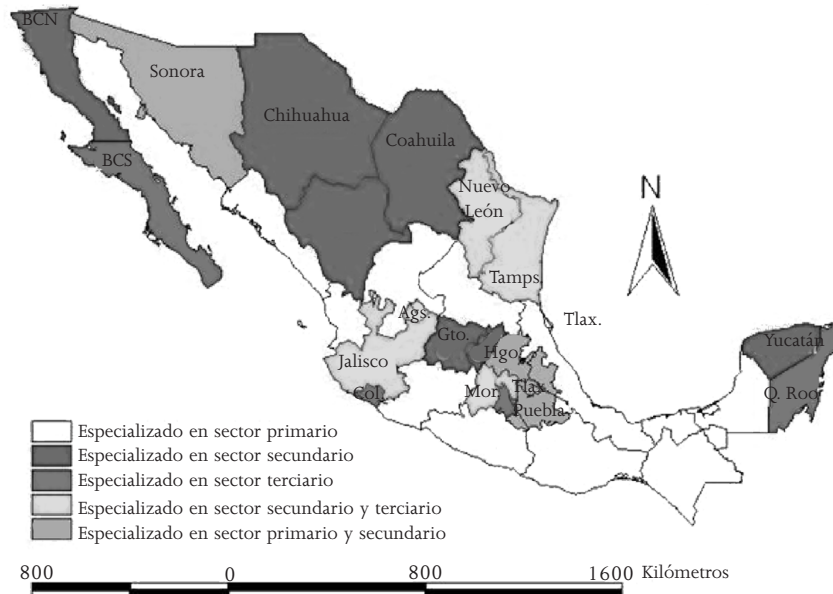 BCN
Sonora
Chihuahua
Coahuila
BCS
Nuevo
León
N
Tamps.
Ags.
Tlax.
Gto.
Yucatán
Jalisco
Hgo.
Col.
Mor.
Tlax.
Puebla
Q. Roo
Especializado en sector primario
Especializado en sector secundario
Especializado en sector terciario
Especializado en sector secundario y terciario
Especializado en sector primario y secundario
800 0 800 1600 Kilómetros